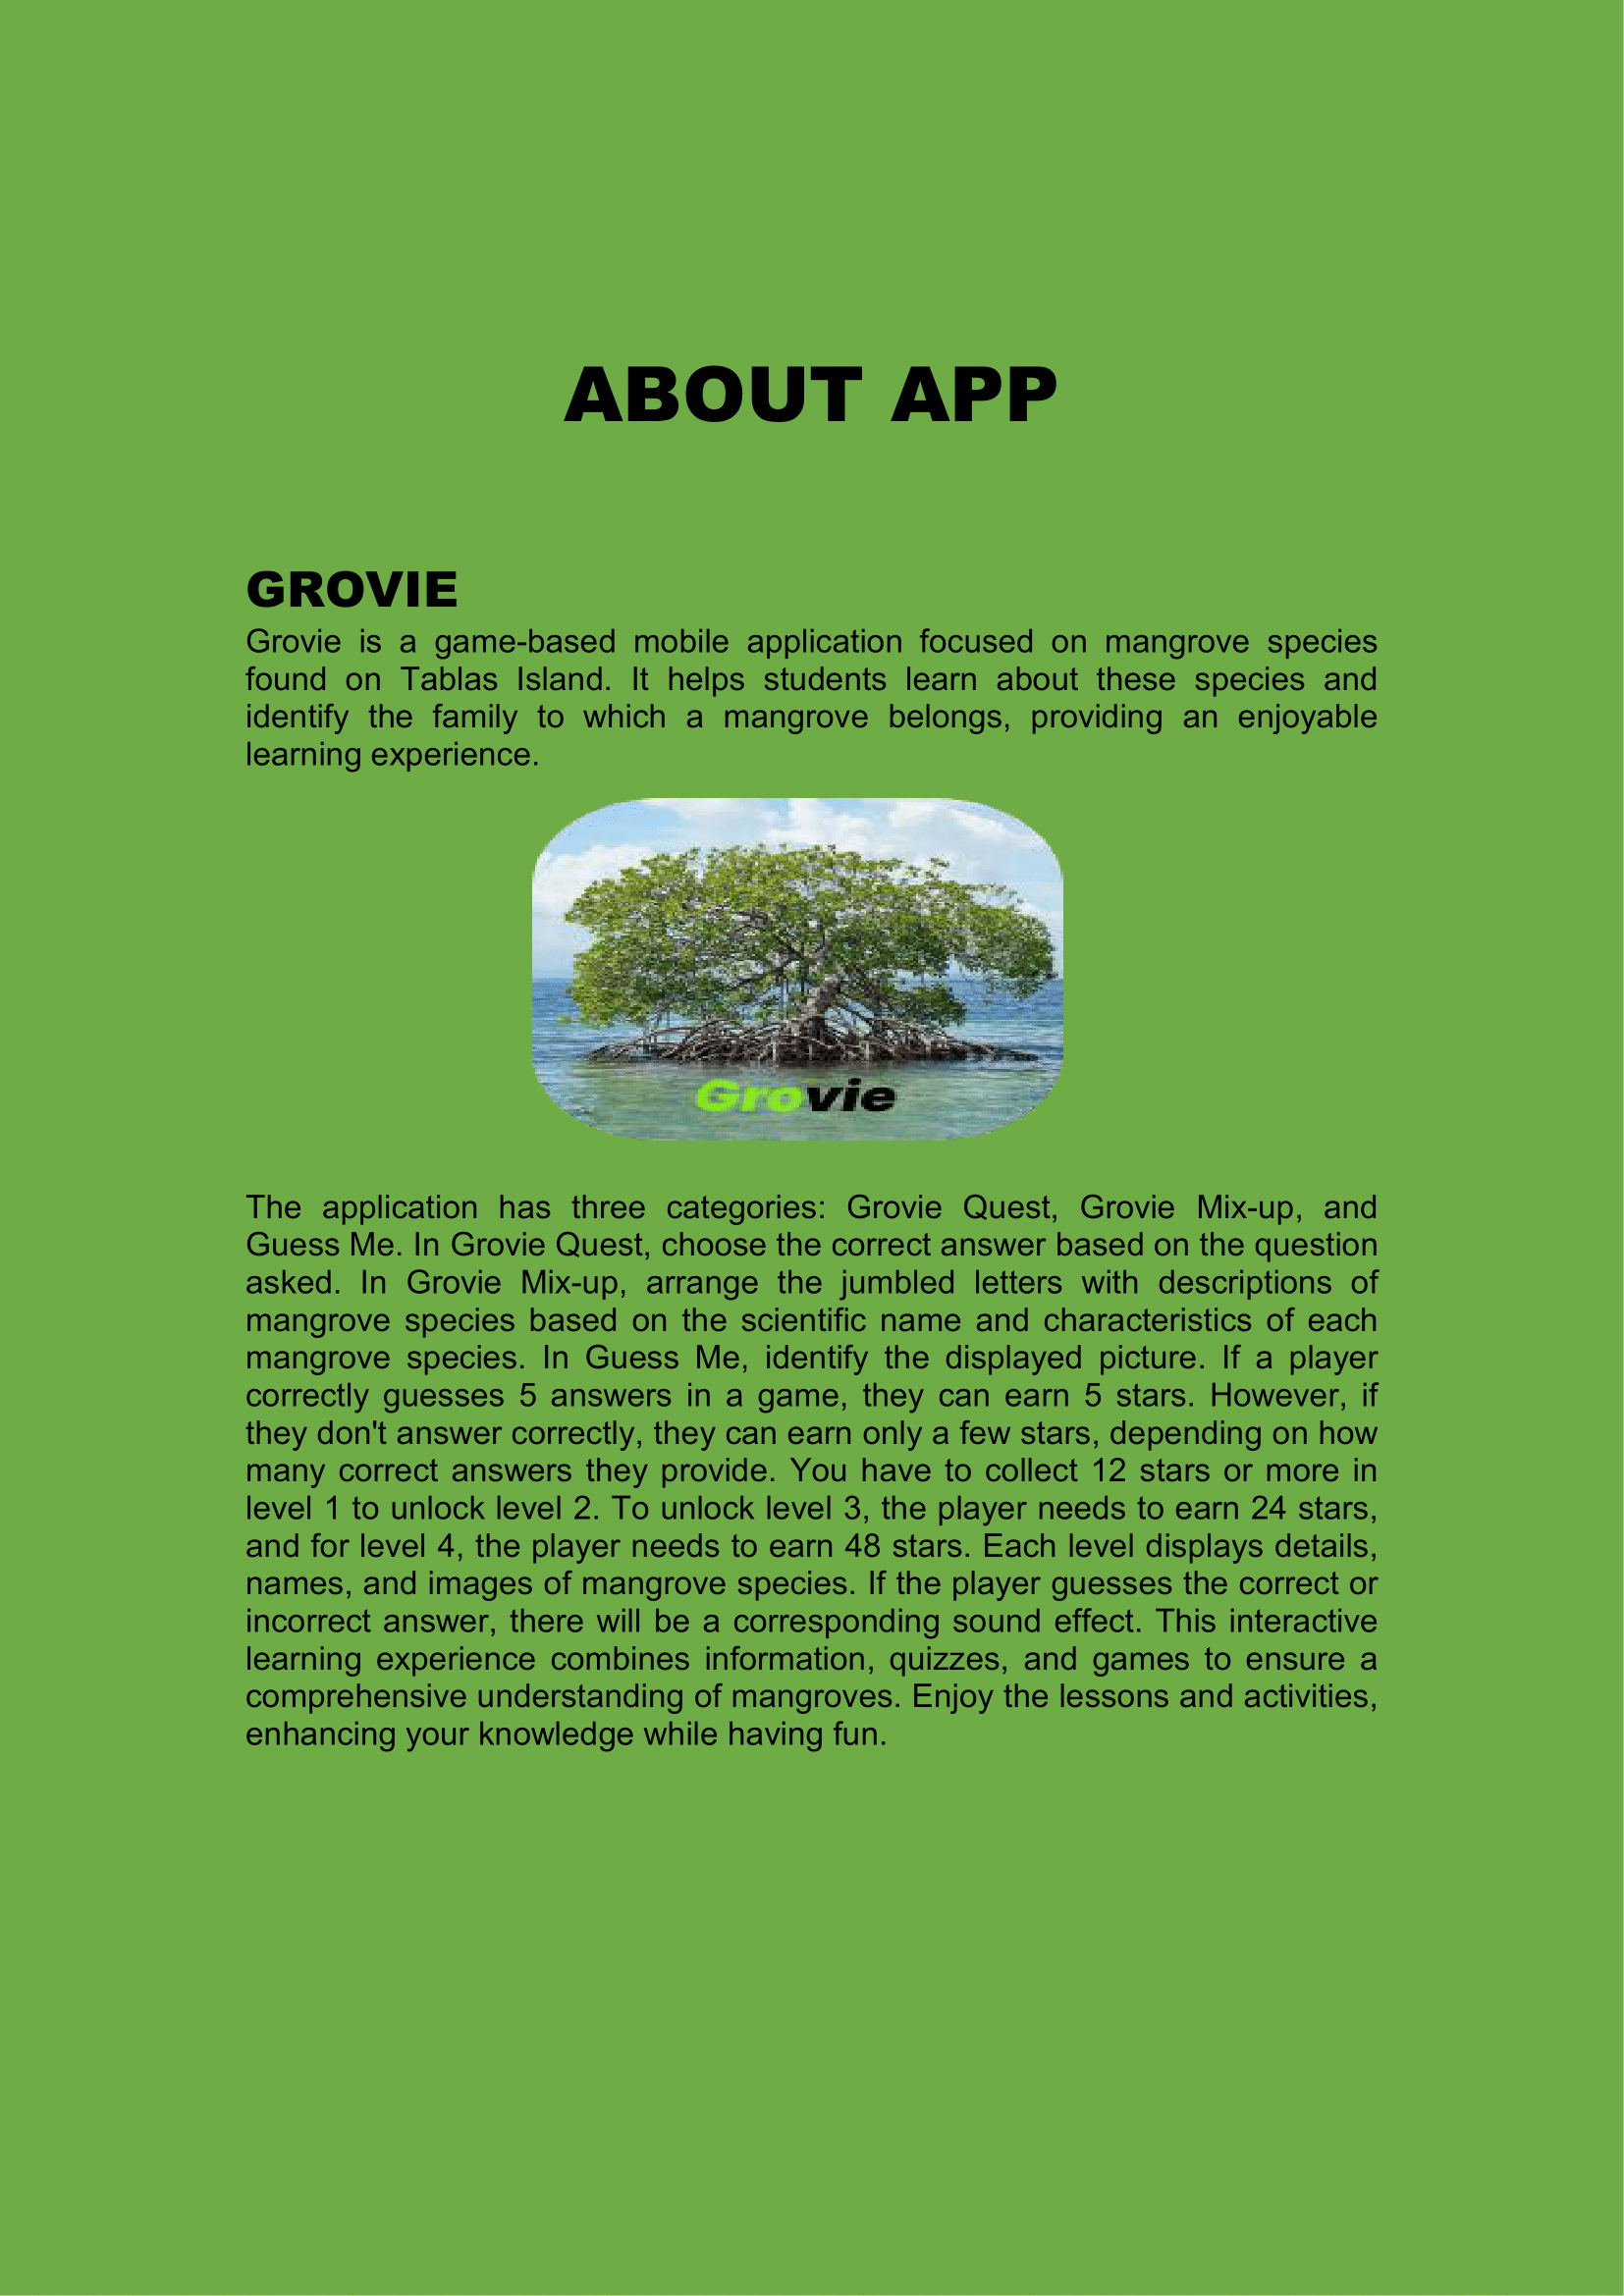 ABOUT APP
GROVIE
Grovie is a game-based mobile application focused on mangrove species
found on Tablas Island. It helps students learn about these species and
identify the family to which a mangrove belongs, providing an enjoyable
learning experience.
Grovie
The application has three categories: Grovie Quest, Grovie Mix-up, and
Guess Me. In Grovie Quest, choose the correct answer based on the question
asked. In Grovie Mix-up, arrange the jumbled letters with descriptions of
mangrove species based on the scientific name and characteristics of each
mangrove species. In Guess Me, identify the displayed picture. If a player
correctly guesses 5 answers in a game, they can earn 5 stars. However, if
they don't answer correctly, they can earn only a few stars, depending on how
many correct answers they provide. You have to collect 12 stars or more in
level 1 to unlock level 2. To unlock level 3, the player needs to earn 24 stars,
and for level 4, the player needs to earn 48 stars. Each level displays details,
names, and images of mangrove species. If the player guesses the correct or
incorrect answer, there will be a corresponding sound effect. This interactive
learning experience combines information, quizzes, and games to ensure a
comprehensive understanding of mangroves. Enjoy the lessons and activities,
enhancing your knowledge while having fun.